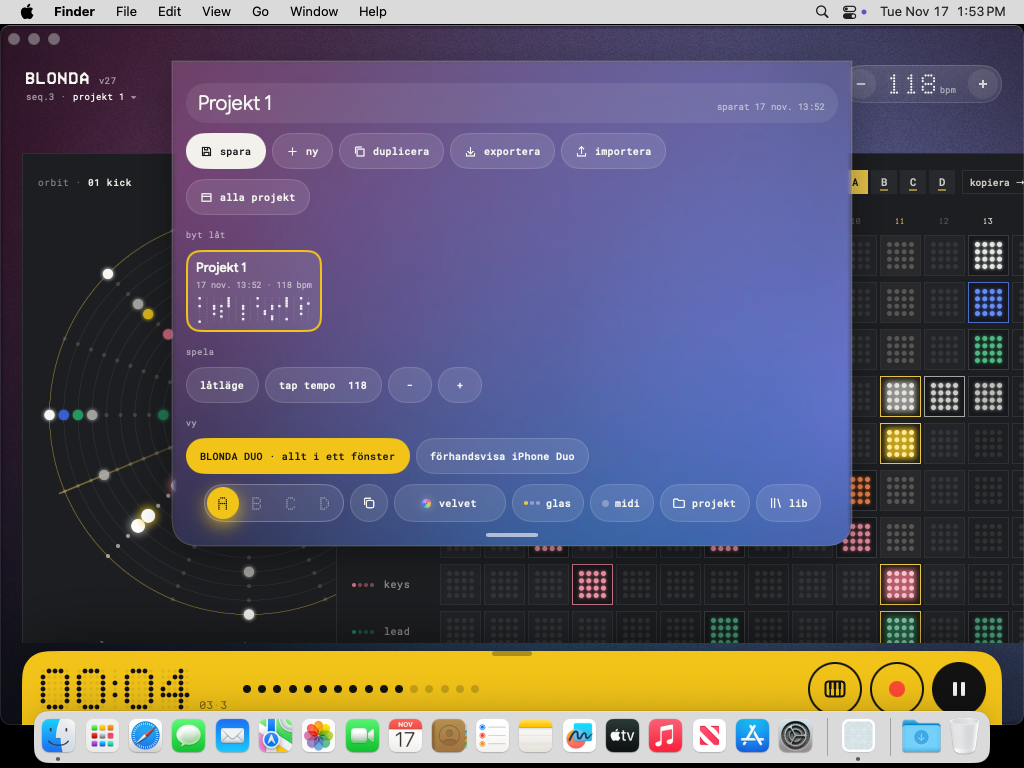 Finder File Edit View Go Window Help Tue Nov 17 1:53 PM
BLONDA v27
seq.3 · projekt 1
118 bpm
Projekt 1 sparat 17 nov. 13:52
spara ny duplicera exportera importera
alla projekt
orbit · 01 kick
A B C D kopiera
10 11 12 13
byt låt
Projekt 1
17 nov. 13:52 · 118 bpm
spela
låtläge tap tempo 118 - +
vy
BLONDA DUO · allt i ett fönster förhandsvisa iPhone Duo
A B C D velvet glas midi projekt lib
keys
lead
00:04 03·3
NOV
17
tv